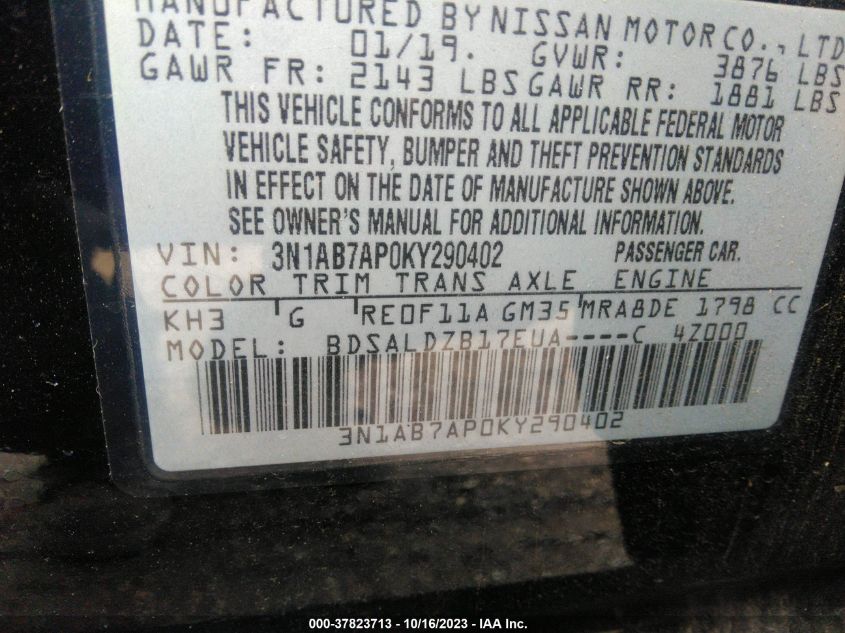 MANUFACTURED BY NISSAN MOTOR CO., LTD
DATE: 01/19. GVWR: 3876 LBS
GAWR FR: 2143 LBS GAWR RR: 1881 LBS
THIS VEHICLE CONFORMS TO ALL APPLICABLE FEDERAL MOTOR
VEHICLE SAFETY, BUMPER AND THEFT PREVENTION STANDARDS
IN EFFECT ON THE DATE OF MANUFACTURE SHOWN ABOVE.
SEE OWNER'S MANUAL FOR ADDITIONAL INFORMATION.
VIN: 3N1AB7AP0KY290402 PASSENGER CAR.
COLOR TRIM TRANS AXLE ENGINE
KH3 G RE0F11A GM35 MRA8DE 1798 CC
MODEL: BDSALDZB17EUA----C 4Z000
3N1AB7AP0KY290402
000-37823713 - 10/16/2023 - IAA Inc.